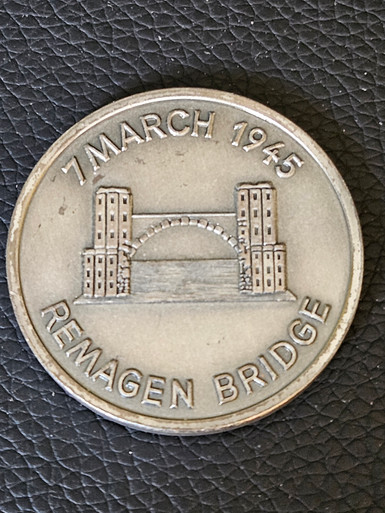 7 MARCH 1945
REMAGEN BRIDGE